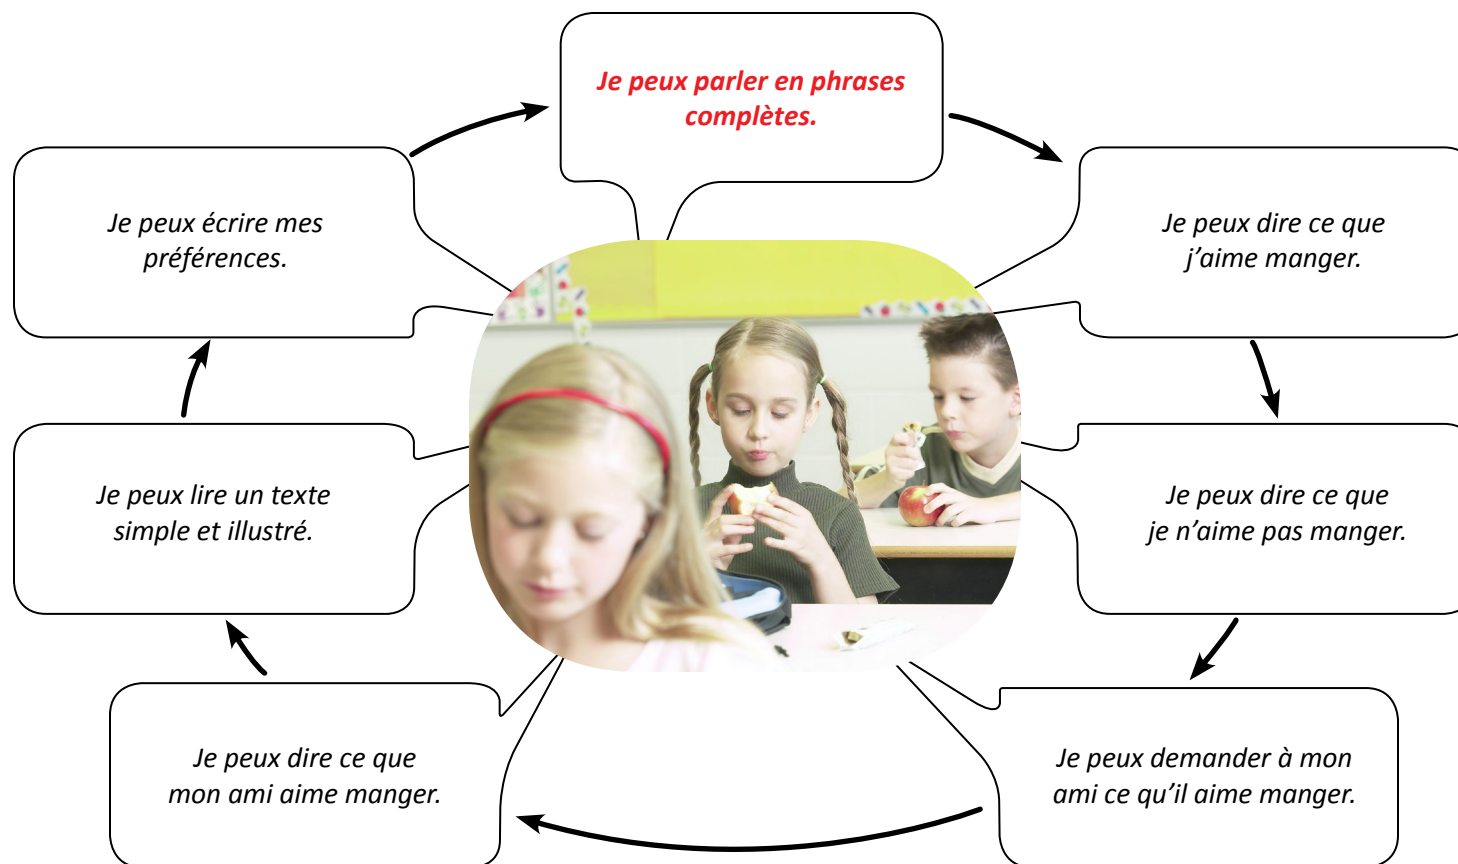 Je peux parler en phrases
complètes.
Je peux dire ce que
j’aime manger.
Je peux dire ce que
je n’aime pas manger.
Je peux demander à mon
ami ce qu’il aime manger.
Je peux dire ce que
mon ami aime manger.
Je peux lire un texte
simple et illustré.
Je peux écrire mes
préférences.